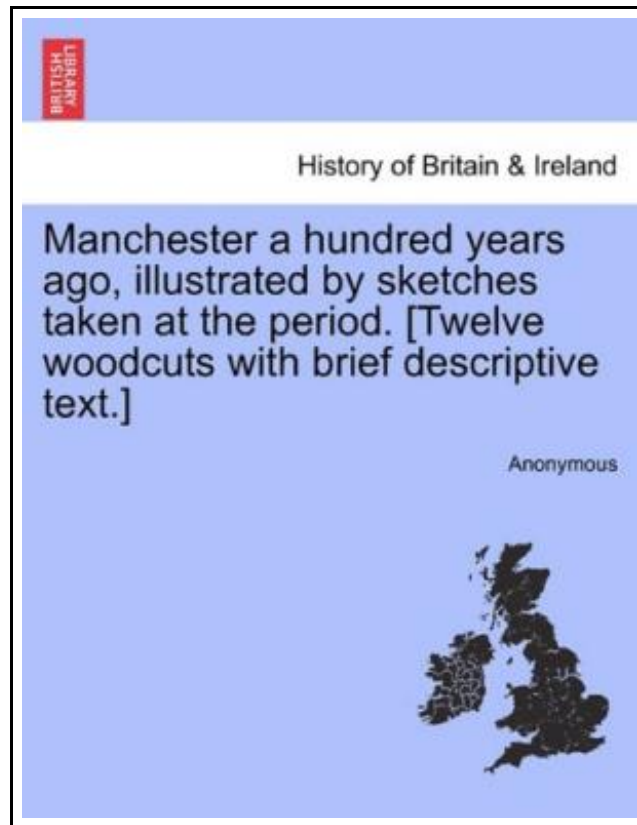 BRITISH
LIBRARY
History of Britain & Ireland
Manchester a hundred years
ago, illustrated by sketches
taken at the period. [Twelve
woodcuts with brief descriptive
text.]
Anonymous